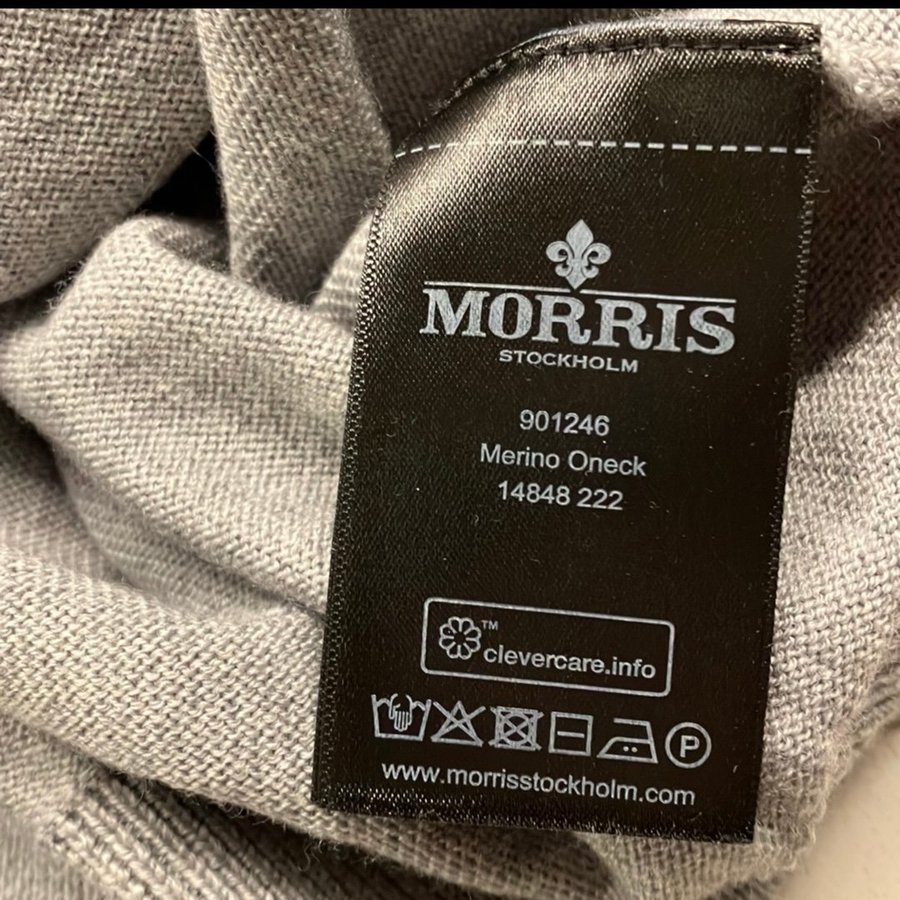 MORRIS
STOCKHOLM
901246
Merino Oneck
14848 222
™
clevercare.info
P
www.morrisstockholm.com